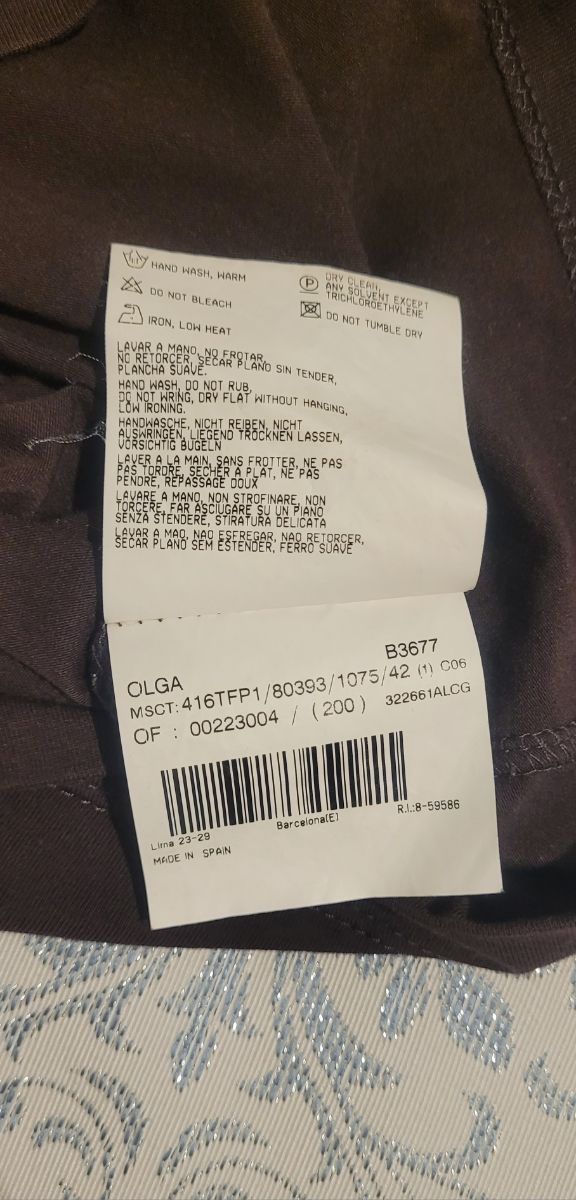 HAND WASH, WARM
DO NOT BLEACH
IRON, LOW HEAT
P
DRY CLEAN,
ANY SOLVENT EXCEPT
TRICHLOROETHYLENE
DO NOT TUMBLE DRY
LAVAR A MANO, NO FROTAR,
NO RETORCER, SECAR PLANO SIN TENDER,
PLANCHA SUAVE.
HAND WASH, DO NOT RUB,
DO NOT WRING, DRY FLAT WITHOUT HANGING,
LOW IRONING.
HANDWASCHE, NICHT REIBEN, NICHT
AUSWRINGEN, LIEGEND TROCKNEN LASSEN,
VORSICHTIG BUGELN
LAVER A LA MAIN, SANS FROTTER, NE PAS
PAS TORDRE, SECHER A PLAT, NE PAS
PENDRE, REPASSAGE DOUX
LAVARE A MANO, NON STROFINARE, NON
TORCERE, FAR ASCIUGARE SU UN PIANO
SENZA STENDERE, STIRATURA DELICATA
LAVAR A MAO, NAO ESFREGAR, NAO RETORCER,
SECAR PLANO SEM ESTENDER, FERRO SUAVE
B3677
OLGA
MSCT:416TFP1/80393/1075/42 (1) C06
OF : 00223004 / (200) 322661ALCG
Lima 23-29 Barcelona(E) R.I.:8-59586
MADE IN SPAIN